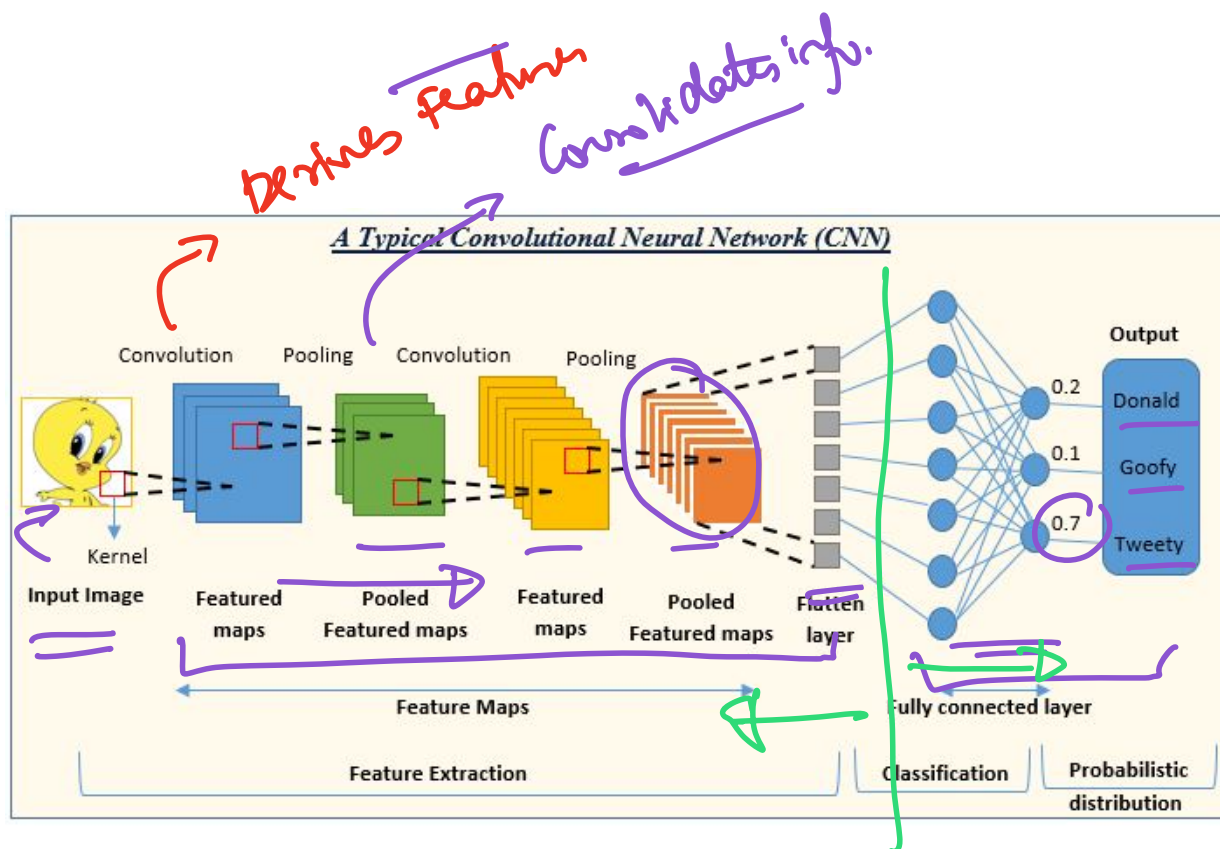 Derives Features
Consolidates info.
A Typical Convolutional Neural Network (CNN)
Convolution
Pooling
Convolution
Pooling
Output
0.2
Donald
0.1
Goofy
0.7
Tweety
Kernel
Input Image
Featured
maps
Pooled
Featured maps
Featured
maps
Pooled
Featured maps
Flatten
layer
Feature Maps
Fully connected layer
Feature Extraction
Classification
Probabilistic
distribution